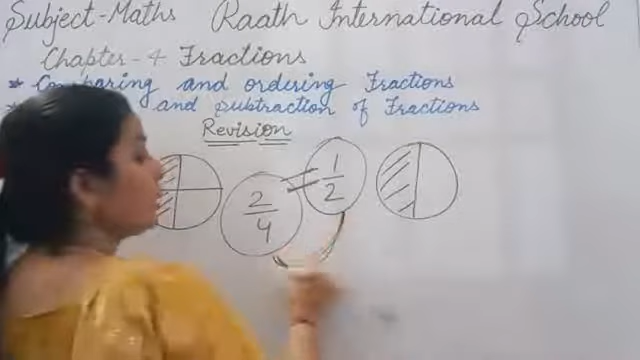 Subject-Maths Raath International School
Chapter-4 Fractions
* Comparing and ordering Fractions
* and subtraction of Fractions
Revision
2/4 = 1/2